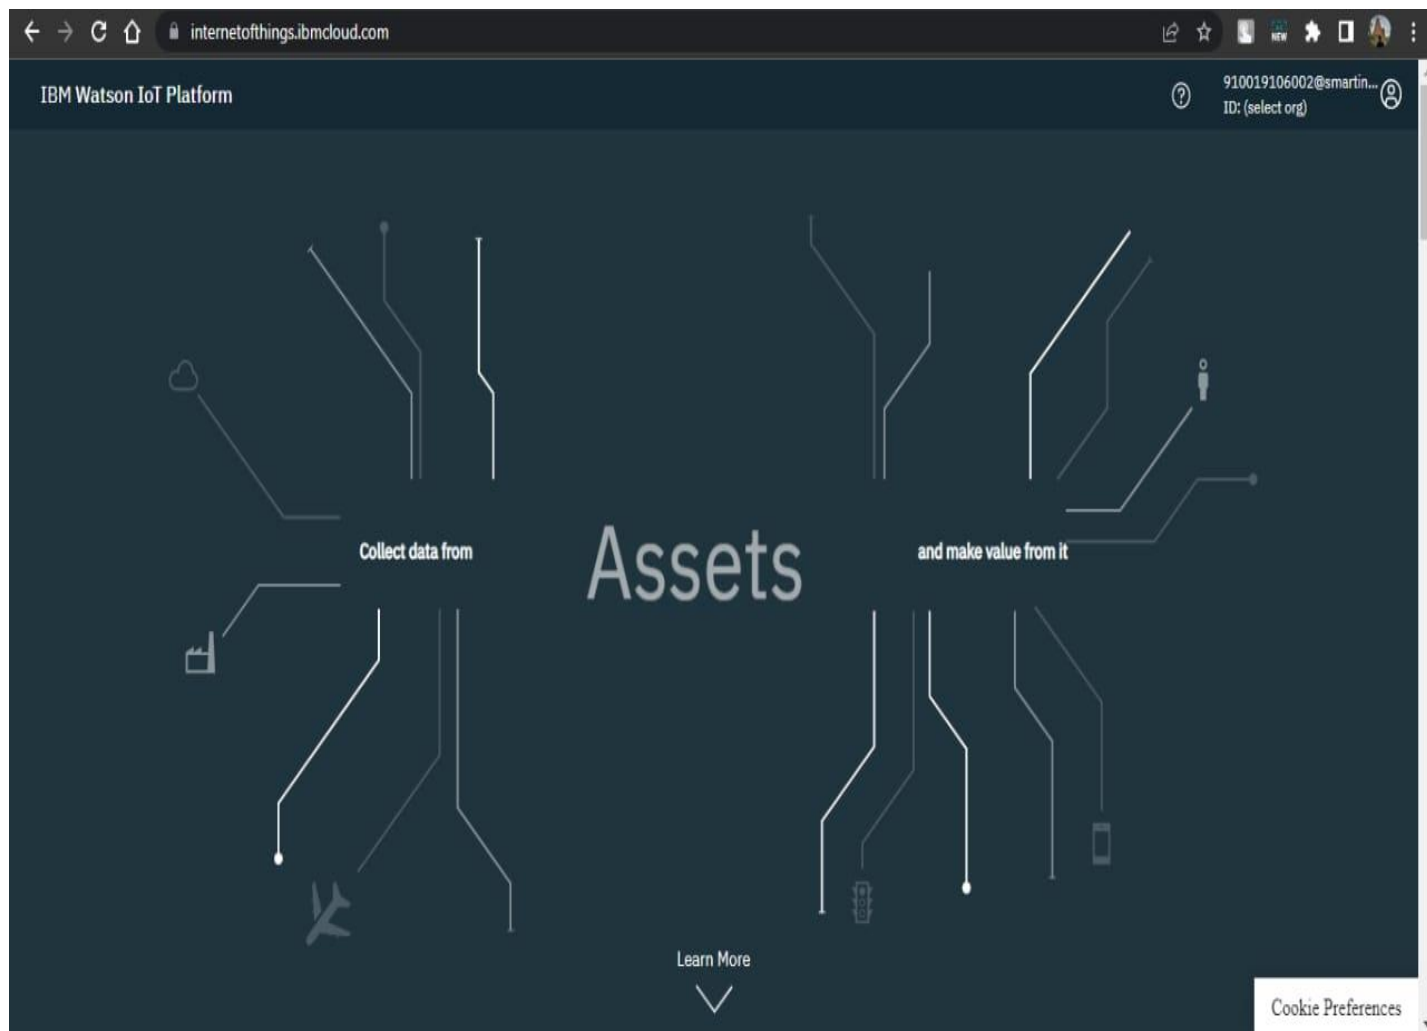 internetofthings.ibmcloud.com
NEW
IBM Watson IoT Platform
910019106002@smartin...
ID: (select org)
Collect data from
Assets
and make value from it
Learn More
Cookie Preferences